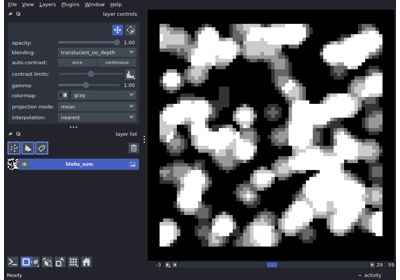 File View Layers Plugins Window Help
layer controls
opacity: 1.00
blending: translucent_no_depth
auto-contrast: once continuous
contrast limits:
gamma: 1.00
colormap: gray
projection mode: mean
interpolation: nearest
layer list
blobs_sum
-3 29 59
Ready activity